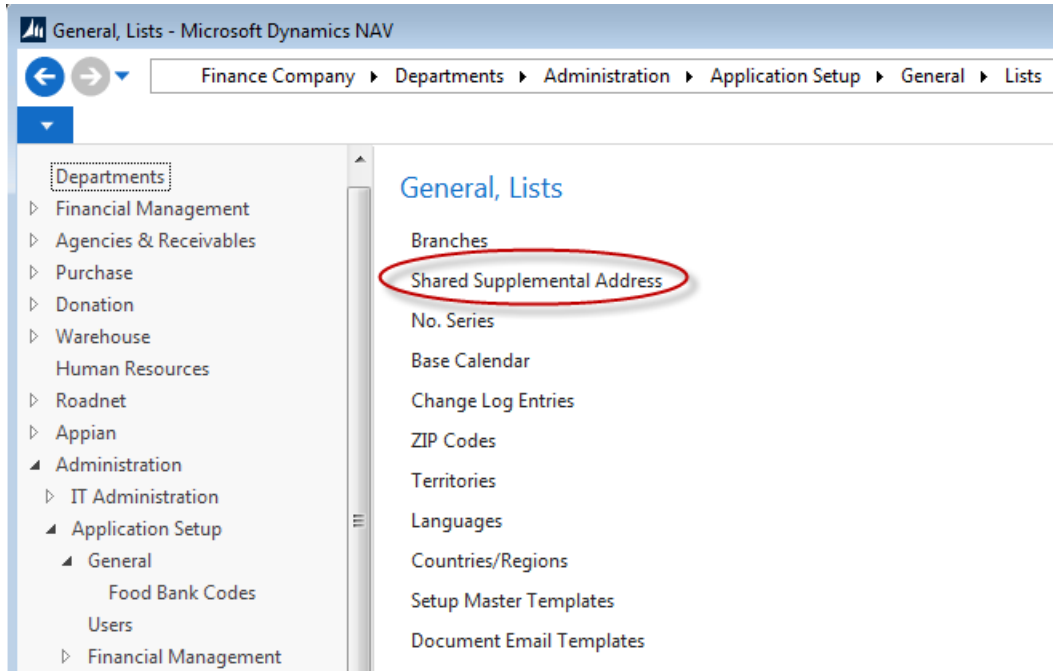 General, Lists - Microsoft Dynamics NAV
Finance Company ▸ Departments ▸ Administration ▸ Application Setup ▸ General ▸ Lists
Departments
Financial Management
Agencies & Receivables
Purchase
Donation
Warehouse
Human Resources
Roadnet
Appian
Administration
IT Administration
Application Setup
General
Food Bank Codes
Users
Financial Management
General, Lists
Branches
Shared Supplemental Address
No. Series
Base Calendar
Change Log Entries
ZIP Codes
Territories
Languages
Countries/Regions
Setup Master Templates
Document Email Templates